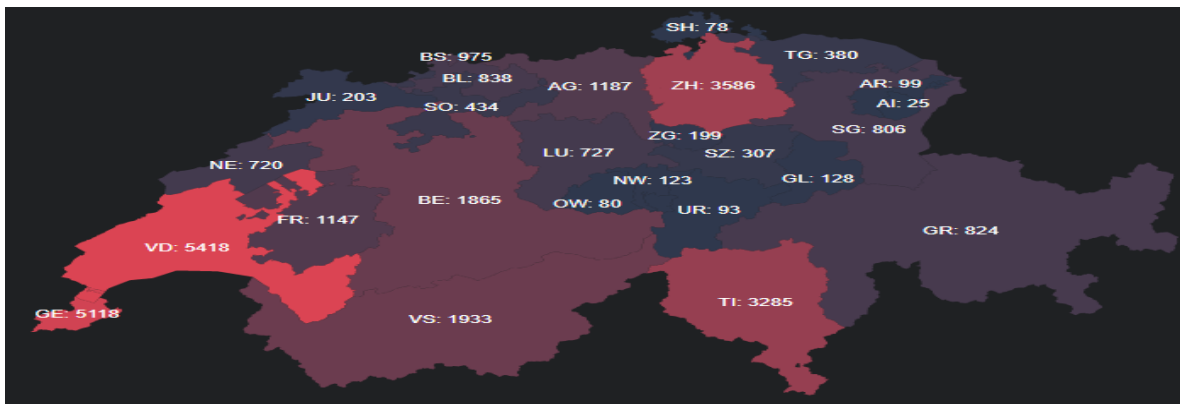 SH: 78
BS: 975
TG: 380
BL: 838
AG: 1187
ZH: 3586
AR: 99
JU: 203
SO: 434
AI: 25
ZG: 199
SG: 806
NE: 720
LU: 727
SZ: 307
NW: 123
GL: 128
BE: 1865
OW: 80
UR: 93
FR: 1147
GR: 824
VD: 5418
TI: 3285
GE: 5118
VS: 1933